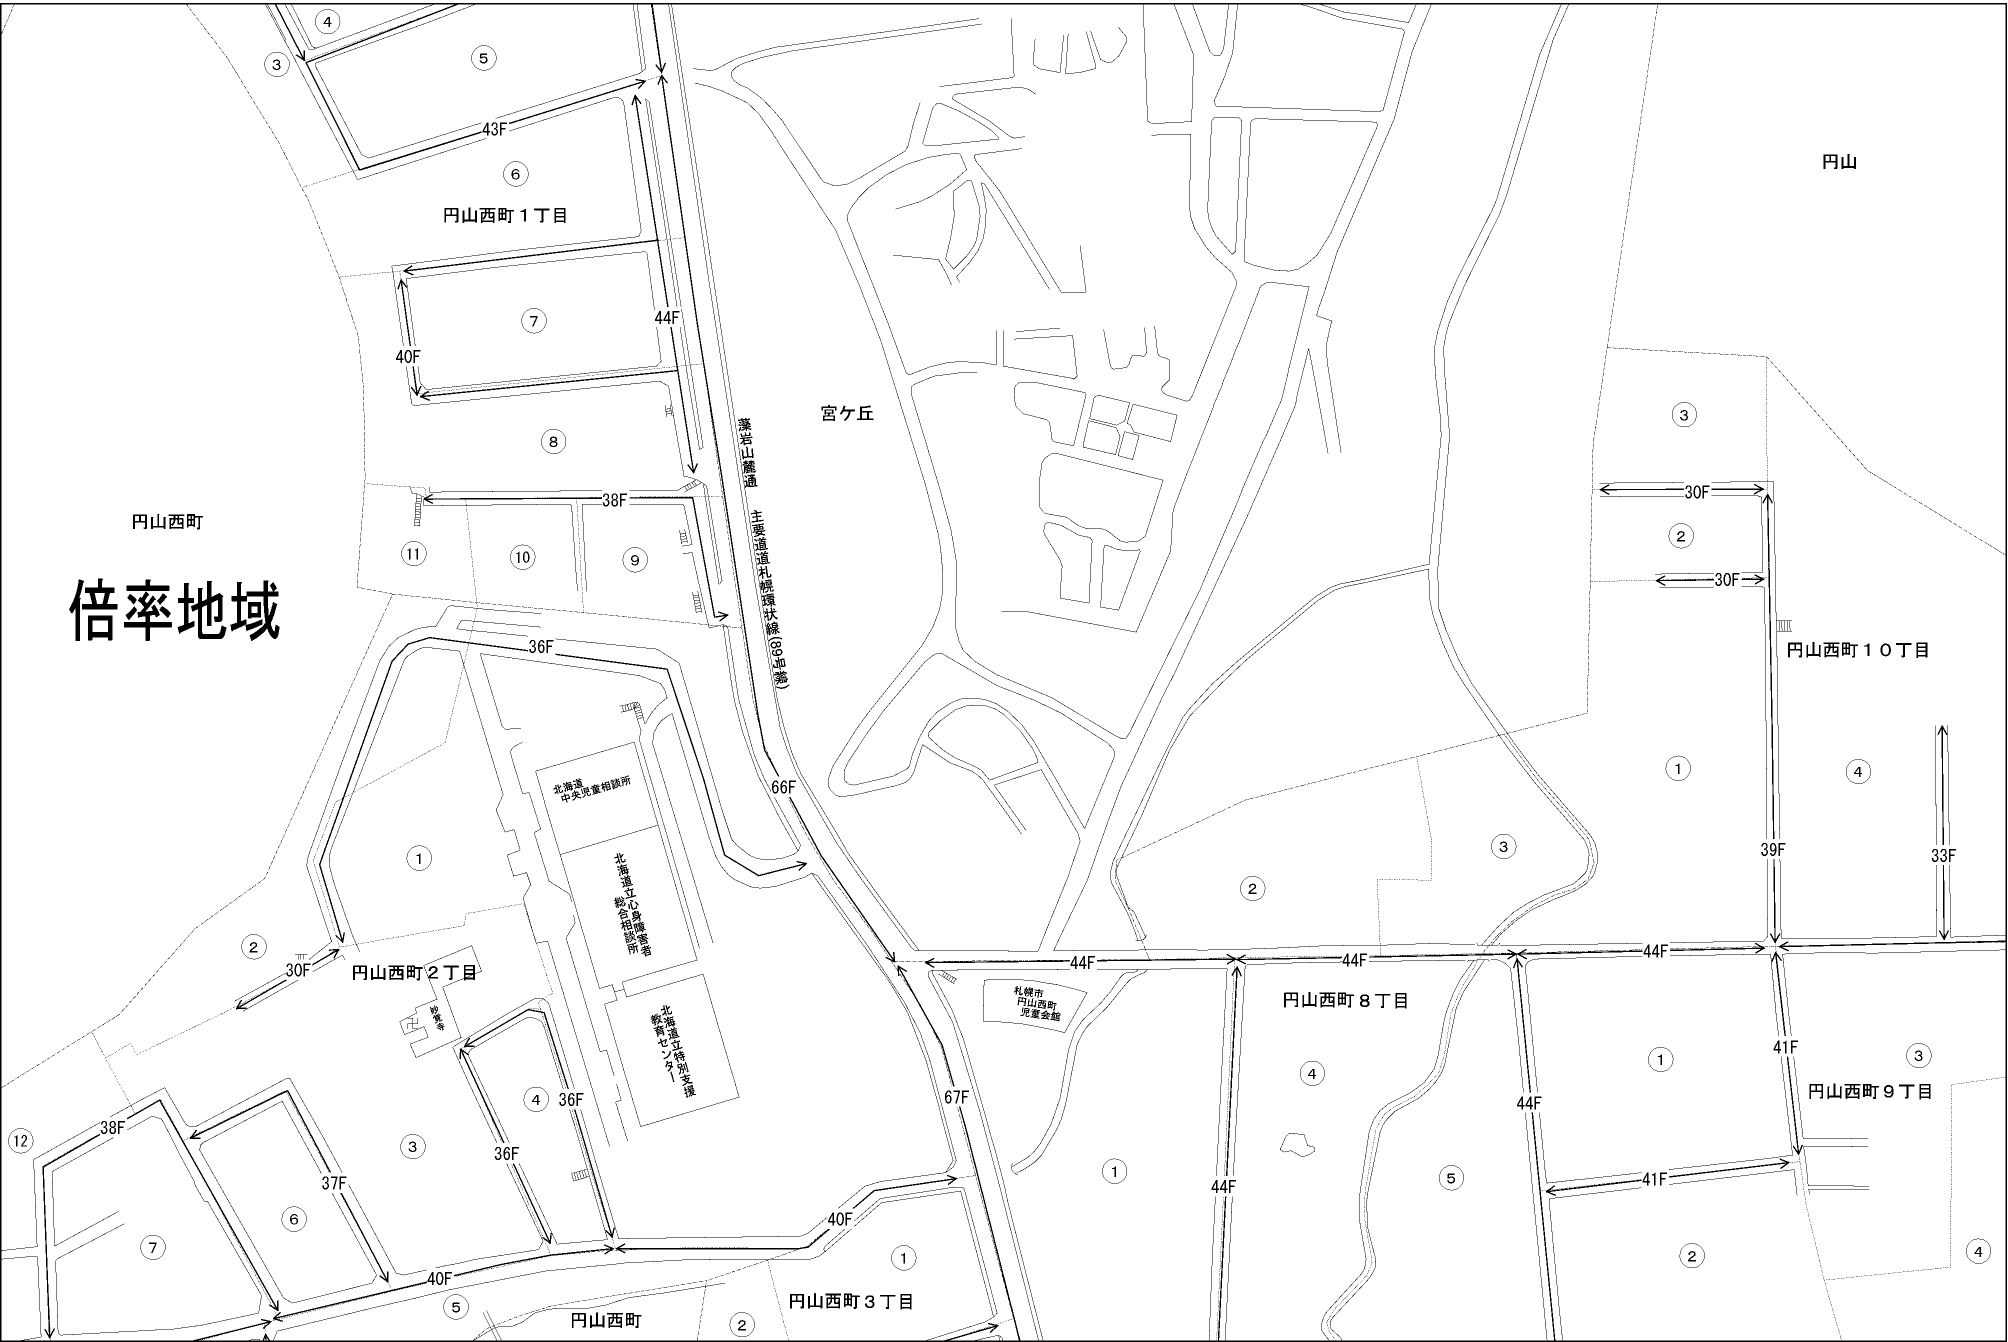 ④
③
⑤
43F
⑥
円山西町１丁目
円山
⑦
44F
40F
宮ケ丘
③
⑧
藻岩山麓通 主要道道札幌環状線(89号線)
38F
30F
円山西町
⑪
⑩
⑨
②
30F
倍率地域
36F
円山西町１０丁目
①
④
北海道
中央児童相談所
66F
39F
33F
①
③
②
北海道立心身障害者
総合相談所
②
30F
円山西町２丁目
44F
44F
44F
妙覚寺
札幌市
円山西町
児童会館
円山西町８丁目
北海道立特別支援
教育センター
41F
③
①
円山西町９丁目
④
④
36F
67F
44F
38F
⑫
③
36F
37F
①
44F
⑤
41F
⑥
⑦
40F
①
②
④
40F
⑤
円山西町３丁目
円山西町
②